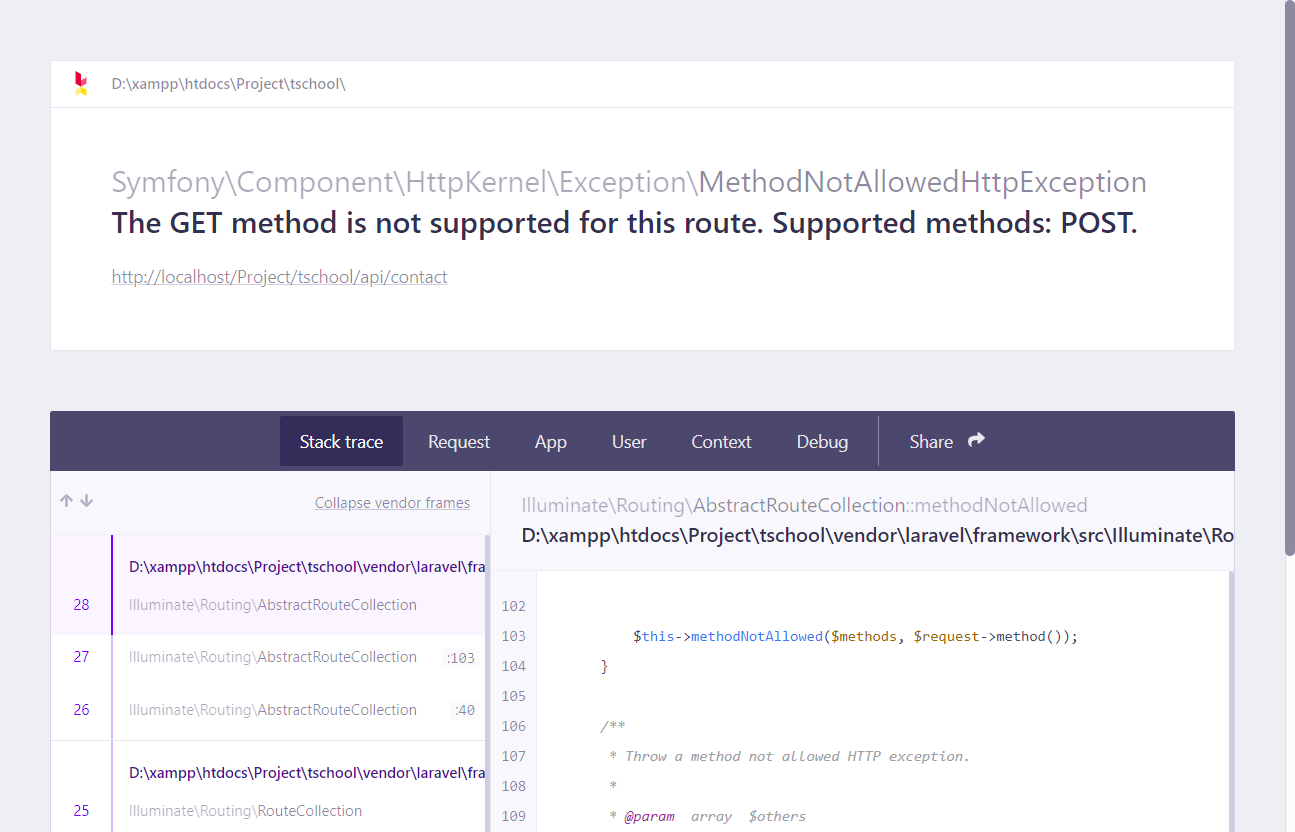 D:\xampp\htdocs\Project\tschool\
Symfony\Component\HttpKernel\Exception\MethodNotAllowedHttpException
The GET method is not supported for this route. Supported methods: POST.
http://localhost/Project/tschool/api/contact
Stack trace Request App User Context Debug Share
Collapse vendor frames
Illuminate\Routing\AbstractRouteCollection::methodNotAllowed
D:\xampp\htdocs\Project\tschool\vendor\laravel\framework\src\Illuminate\Ro
D:\xampp\htdocs\Project\tschool\vendor\laravel\fra
28 Illuminate\Routing\AbstractRouteCollection
27 Illuminate\Routing\AbstractRouteCollection :103
26 Illuminate\Routing\AbstractRouteCollection :40
D:\xampp\htdocs\Project\tschool\vendor\laravel\fra
25 Illuminate\Routing\RouteCollection
102
103 $this->methodNotAllowed($methods, $request->method());
104 }
105
106 /**
107 * Throw a method not allowed HTTP exception.
108 *
109 * @param array $others